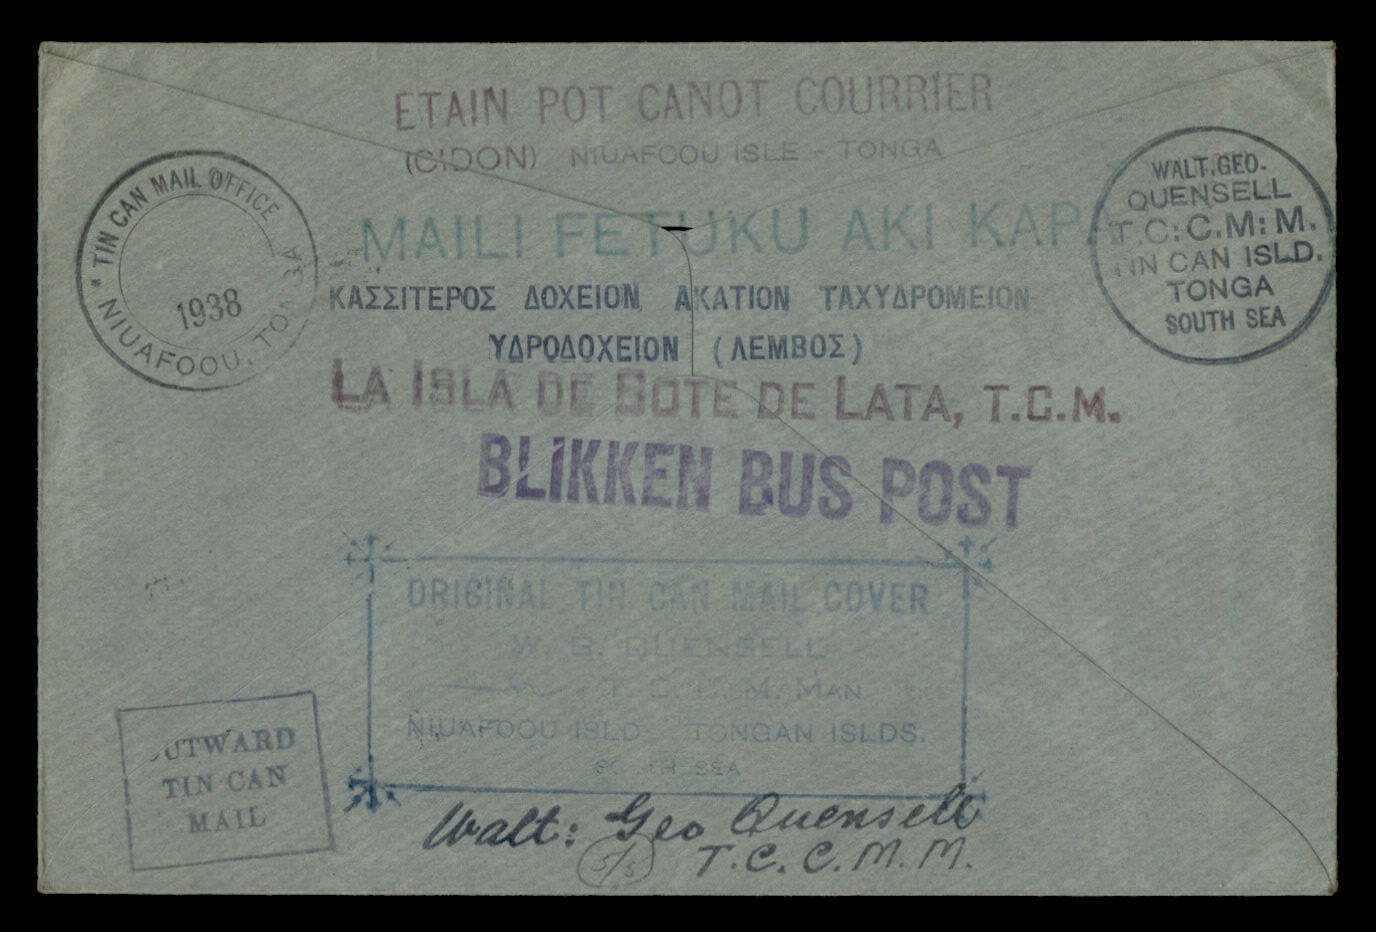 ETAIN POT CANOT COURRIER
(CIDON) NIUAFOOU ISLE - TONGA
TIN CAN MAIL OFFICE
1938
NIUAFOOU, TONGA
WALT. GEO.
QUENSELL
T.C:C.M:M.
TIN CAN ISLD.
TONGA
SOUTH SEA
MAILI FETUKU AKI KAPA
ΚΑΣΣΙΤΕΡΟΣ ΔΟΧΕΙΟΝ ΑΚΑΤΙΟΝ ΤΑΧΥΔΡΟΜΕΙΟΝ
ΥΔΡΟΔΟΧΕΙΟΝ (ΛΕΜΒΟΣ)
LA ISLA DE BOTE DE LATA, T.C.M.
BLIKKEN BUS POST
ORIGINAL TIN CAN MAIL COVER
W. G. QUENSELL
T. C. C. M. MAN
NIUAFOOU ISLD TONGAN ISLDS.
SOUTH SEA
OUTWARD
TIN CAN
MAIL
Walt: Geo Quensell
5/5 T.C.C.M.M.